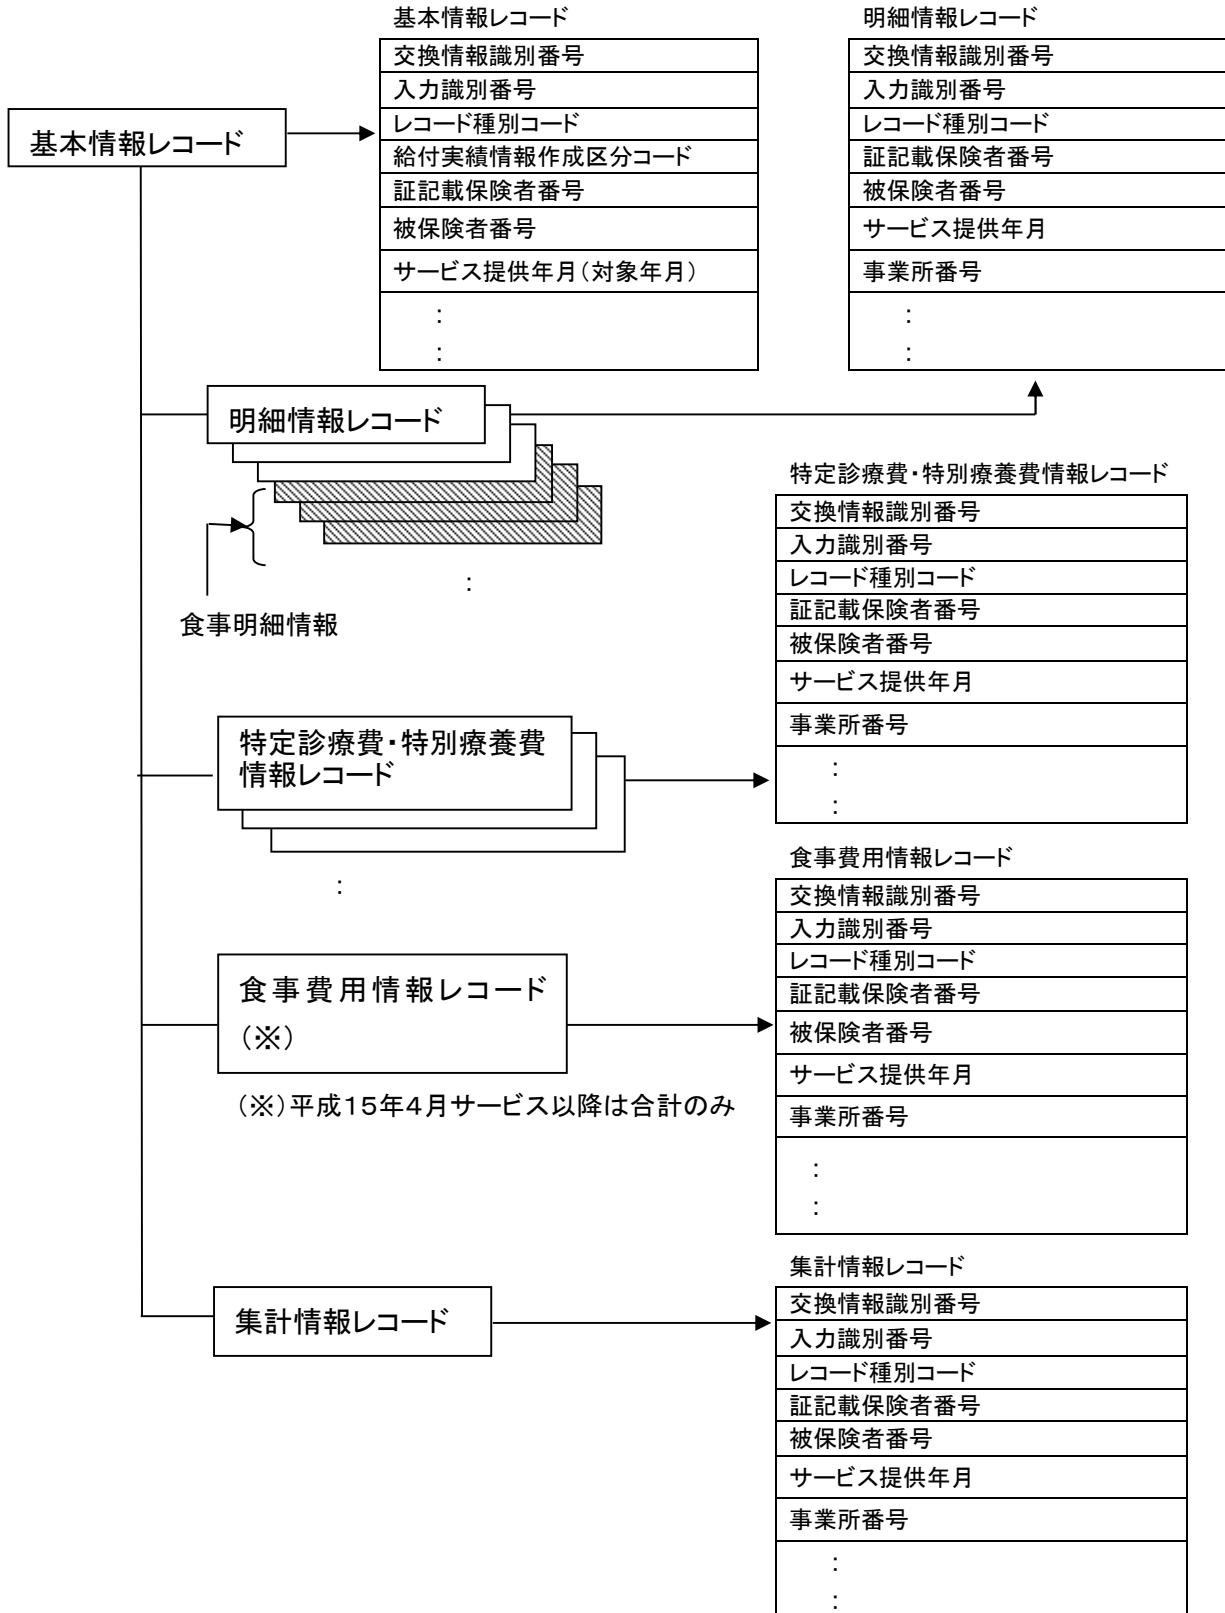 基本情報レコード
交換情報識別番号
入力識別番号
レコード種別コード
給付実績情報作成区分コード
証記載保険者番号
被保険者番号
サービス提供年月(対象年月)
:
:
明細情報レコード
交換情報識別番号
入力識別番号
レコード種別コード
証記載保険者番号
被保険者番号
サービス提供年月
事業所番号
:
:
基本情報レコード
明細情報レコード
食事明細情報
:
特定診療費・特別療養費情報レコード
交換情報識別番号
入力識別番号
レコード種別コード
証記載保険者番号
被保険者番号
サービス提供年月
事業所番号
:
:
特定診療費・特別療養費
情報レコード
:
食事費用情報レコード
交換情報識別番号
入力識別番号
レコード種別コード
証記載保険者番号
被保険者番号
サービス提供年月
事業所番号
:
:
食事費用情報レコード
(※)
(※)平成15年4月サービス以降は合計のみ
集計情報レコード
集計情報レコード
交換情報識別番号
入力識別番号
レコード種別コード
証記載保険者番号
被保険者番号
サービス提供年月
事業所番号
:
: